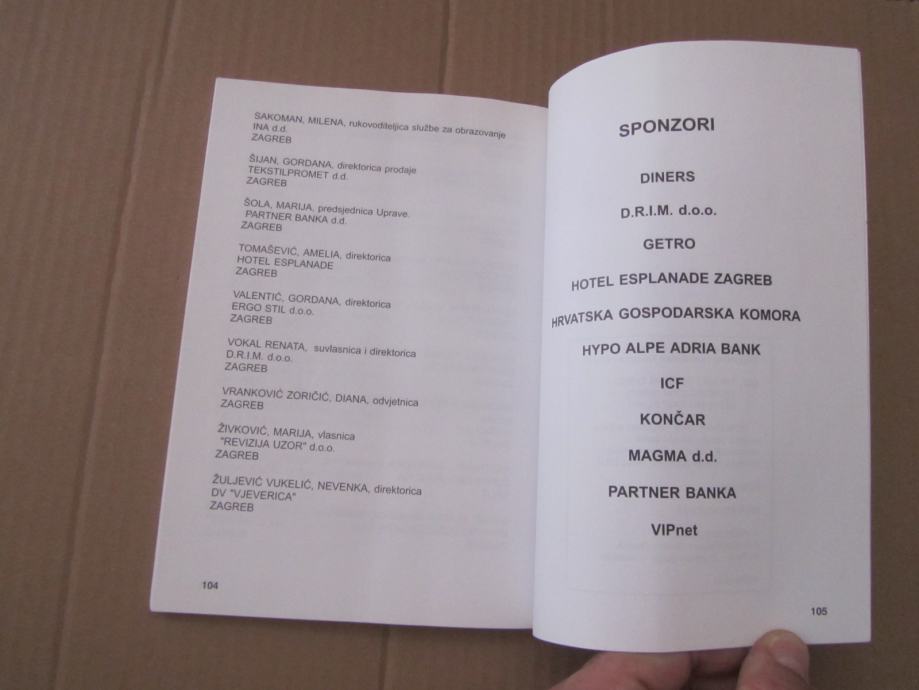 SAKOMAN, MILENA, rukovoditeljica službe za obrazovanje
INA d.d.
ZAGREB
ŠIJAN, GORDANA, direktorica prodaje
TEKSTILPROMET d.d.
ZAGREB
ŠOLA, MARIJA, predsjednica Uprave.
PARTNER BANKA d.d.
ZAGREB
TOMAŠEVIĆ, AMELIA, direktorica
HOTEL ESPLANADE
ZAGREB
VALENTIĆ, GORDANA, direktorica
ERGO STIL d.o.o.
ZAGREB
VOKAL RENATA, suvlasnica i direktorica
D.R.I.M. d.o.o.
ZAGREB
VRANKOVIĆ ZORIČIĆ, DIANA, odvjetnica
ZAGREB
ŽIVKOVIĆ, MARIJA, vlasnica
"REVIZIJA UZOR" d.o.o.
ZAGREB
ŽULJEVIĆ VUKELIĆ, NEVENKA, direktorica
DV "VJEVERICA"
ZAGREB
104
SPONZORI
DINERS
D.R.I.M. d.o.o.
GETRO
HOTEL ESPLANADE ZAGREB
HRVATSKA GOSPODARSKA KOMORA
HYPO ALPE ADRIA BANK
ICF
KONČAR
MAGMA d.d.
PARTNER BANKA
VIPnet
105